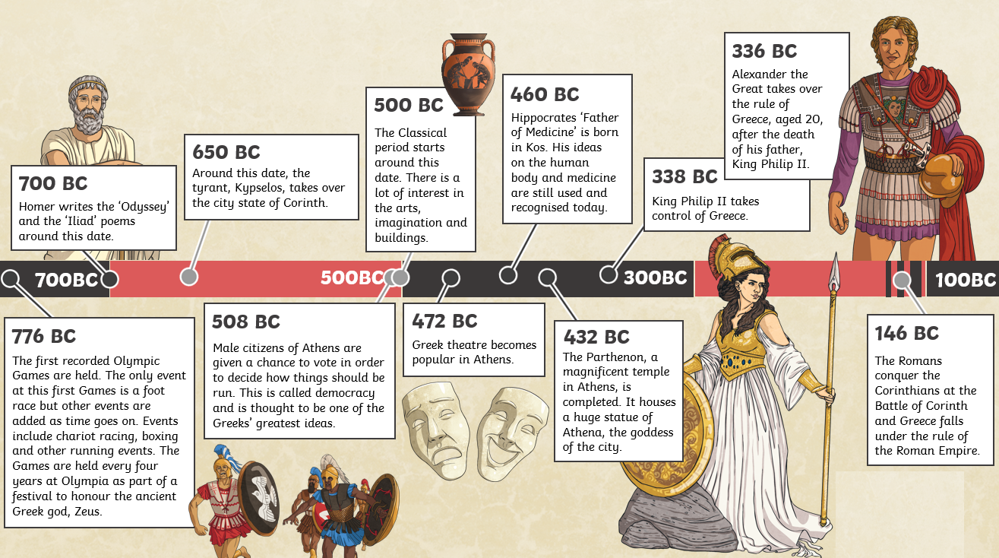 336 BC
Alexander the
Great takes over
the rule of
Greece, aged 20,
after the death
of his father,
King Philip II.
460 BC
Hippocrates ‘Father
of Medicine’ is born
in Kos. His ideas
on the human
body and medicine
are still used and
recognised today.
500 BC
The Classical
period starts
around this
date. There is a
lot of interest in
the arts,
imagination and
buildings.
650 BC
Around this date, the
tyrant, Kypselos, takes over
the city state of Corinth.
338 BC
King Philip II takes
control of Greece.
700 BC
Homer writes the ‘Odyssey’
and the ‘Iliad’ poems
around this date.
700BC
500BC
300BC
100BC
776 BC
The first recorded Olympic
Games are held. The only event
at this first Games is a foot
race but other events are
added as time goes on. Events
include chariot racing, boxing
and other running events. The
Games are held every four
years at Olympia as part of a
festival to honour the ancient
Greek god, Zeus.
508 BC
Male citizens of Athens are
given a chance to vote in order
to decide how things should be
run. This is called democracy
and is thought to be one of the
Greeks’ greatest ideas.
472 BC
Greek theatre becomes
popular in Athens.
432 BC
The Parthenon, a
magnificent temple
in Athens, is
completed. It houses
a huge statue of
Athena, the goddess
of the city.
146 BC
The Romans
conquer the
Corinthians at the
Battle of Corinth
and Greece falls
under the rule of
the Roman Empire.